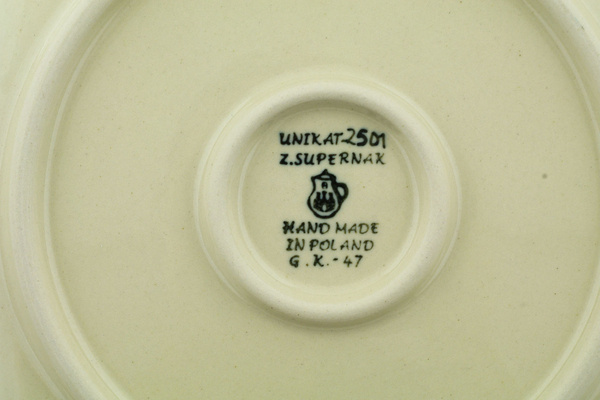 UNIKAT 2501
Z. SUPERNAK
HAND MADE
IN POLAND
G.K.-47